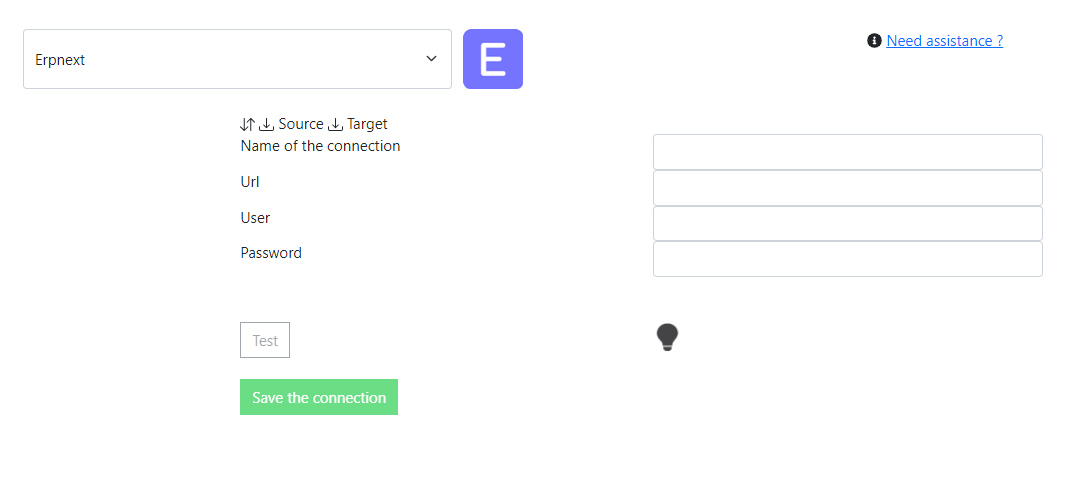 Erpnext
E
Need assistance ?
Source Target
Name of the connection
Url
User
Password
Test
Save the connection